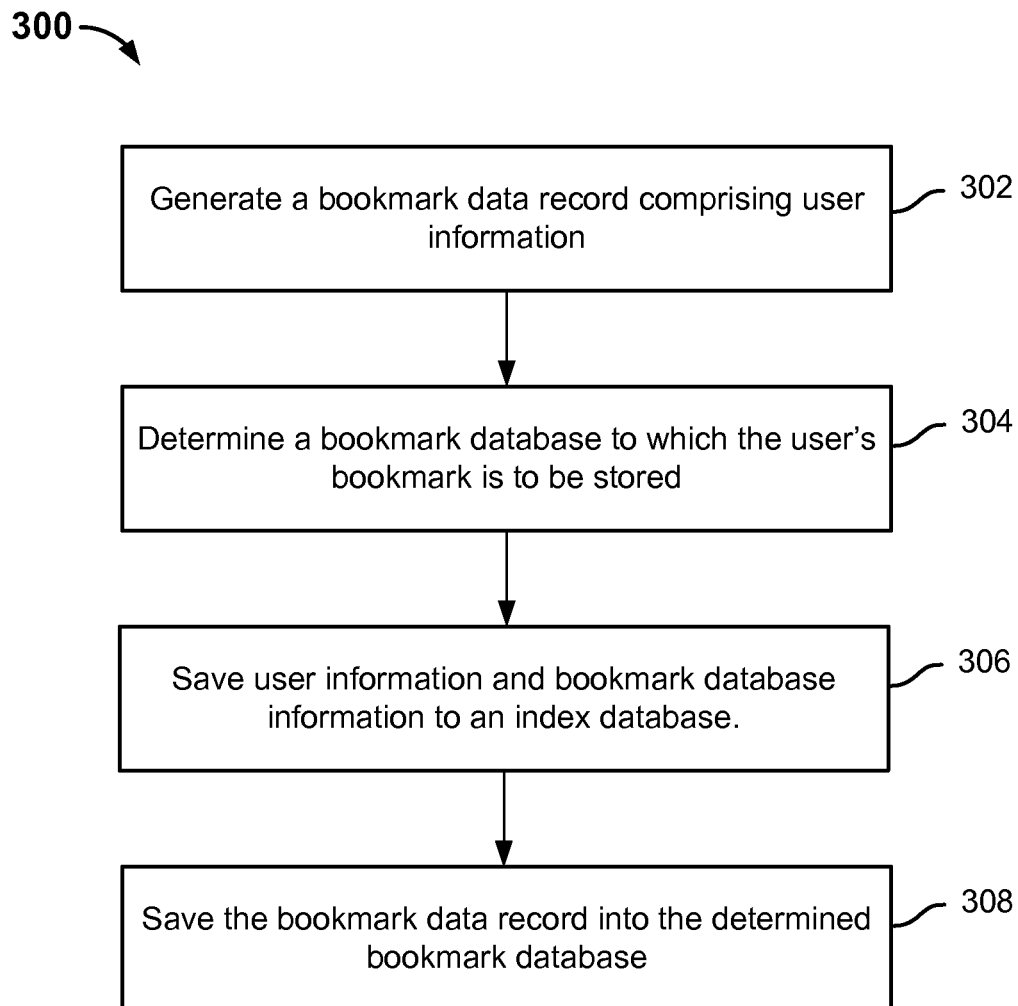 300
Generate a bookmark data record comprising user
information
302
Determine a bookmark database to which the user’s
bookmark is to be stored
304
Save user information and bookmark database
information to an index database.
306
Save the bookmark data record into the determined
bookmark database
308